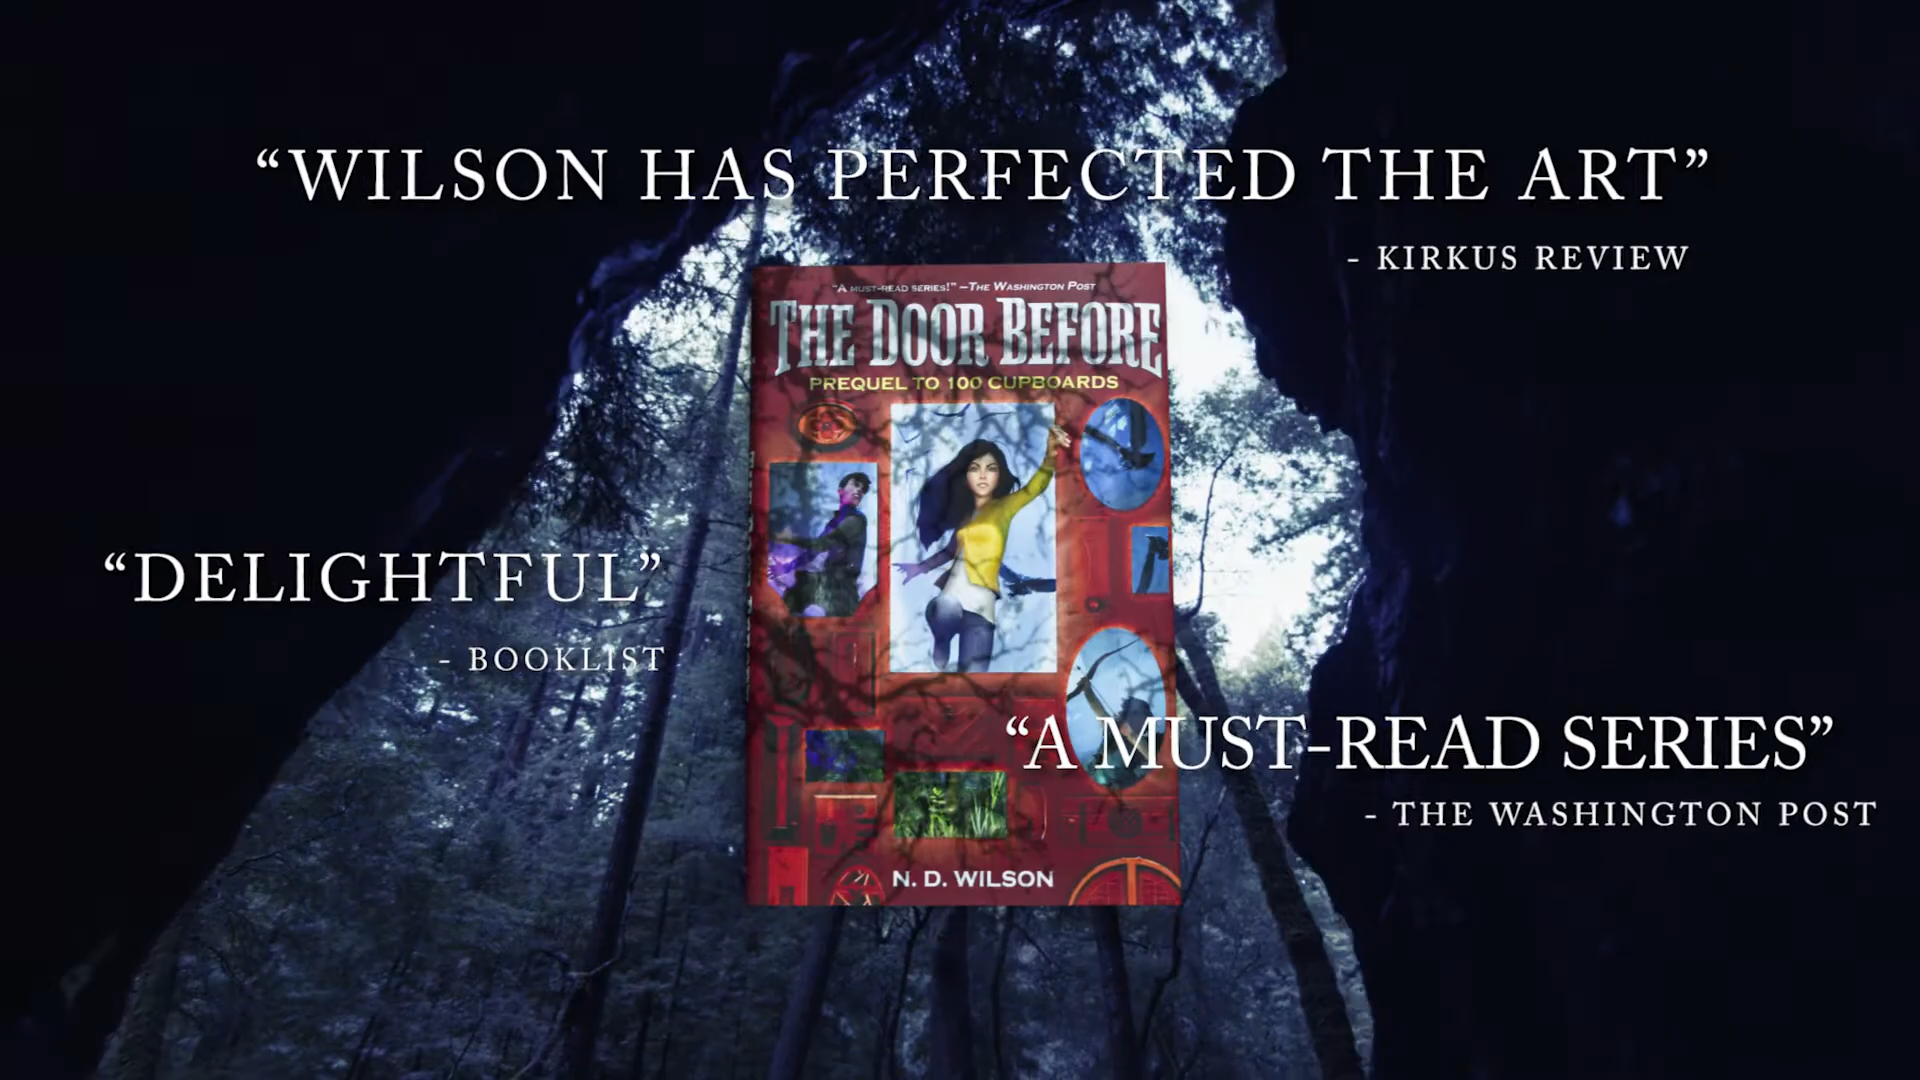 “WILSON HAS PERFECTED THE ART”
- KIRKUS REVIEW
“A MUST-READ SERIES!” —THE WASHINGTON POST
THE DOOR BEFORE
PREQUEL TO 100 CUPBOARDS
“DELIGHTFUL”
- BOOKLIST
“A MUST-READ SERIES”
- THE WASHINGTON POST
N. D. WILSON